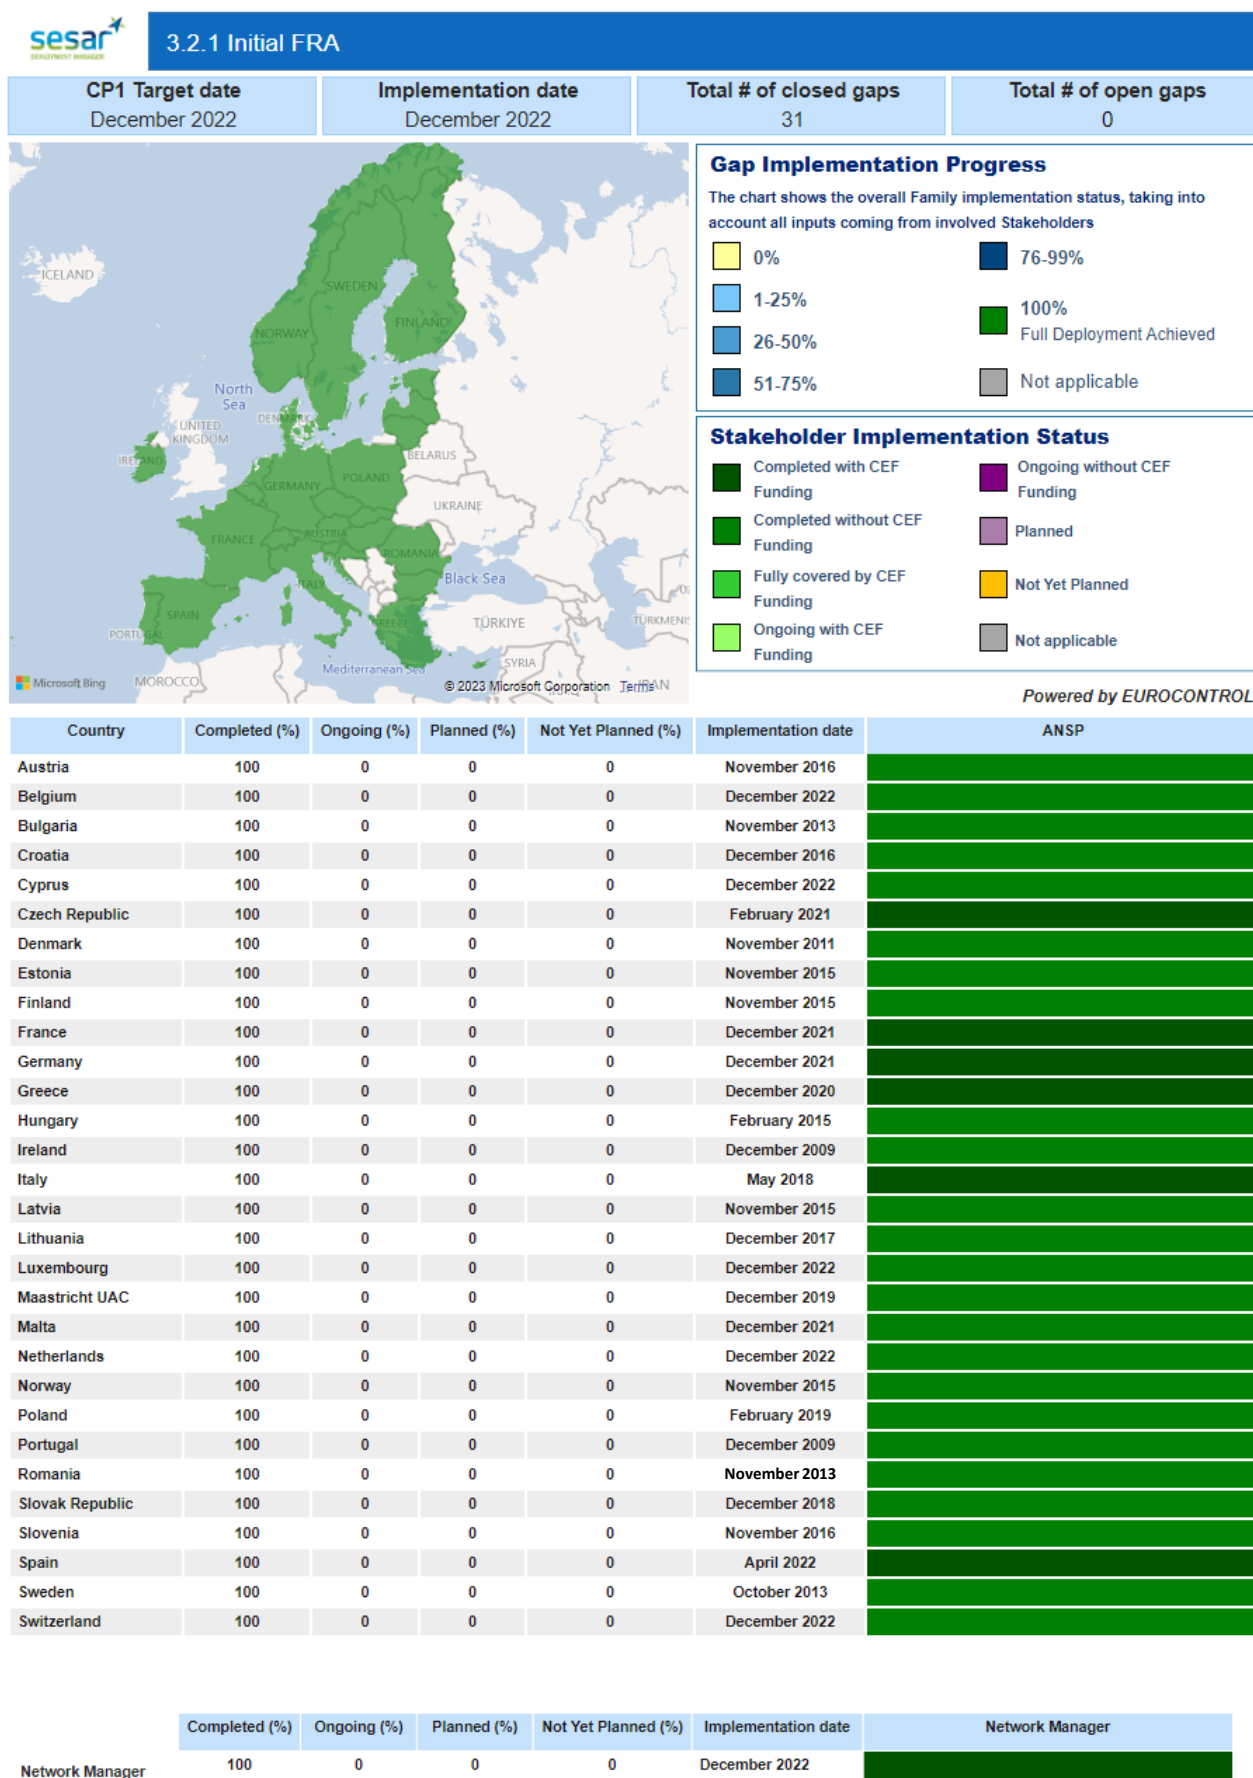 sesar
DEPLOYMENT MANAGER
3.2.1 Initial FRA
CP1 Target date
December 2022
Implementation date
December 2022
Total # of closed gaps
31
Total # of open gaps
0
ICELAND
SWEDEN
FINLAND
NORWAY
North
Sea
DENMARK
UNITED
KINGDOM
IRELAND
BELARUS
POLAND
GERMANY
UKRAINE
FRANCE
AUSTRIA
ROMANIA
Black Sea
ITALY
SPAIN
PORTUGAL
GREECE
TÜRKIYE
TURKMENIS
SYRIA
Mediterranean Sea
MOROCCO
IRAN
Microsoft Bing
© 2023 Microsoft Corporation Terms
Gap Implementation Progress
The chart shows the overall Family implementation status, taking into
account all inputs coming from involved Stakeholders
0%
1-25%
26-50%
51-75%
76-99%
100%
Full Deployment Achieved
Not applicable
Stakeholder Implementation Status
Completed with CEF
Funding
Completed without CEF
Funding
Fully covered by CEF
Funding
Ongoing with CEF
Funding
Ongoing without CEF
Funding
Planned
Not Yet Planned
Not applicable
Powered by EUROCONTROL
Country Completed (%) Ongoing (%) Planned (%) Not Yet Planned (%) Implementation date ANSP
Austria 100 0 0 0 November 2016
Belgium 100 0 0 0 December 2022
Bulgaria 100 0 0 0 November 2013
Croatia 100 0 0 0 December 2016
Cyprus 100 0 0 0 December 2022
Czech Republic 100 0 0 0 February 2021
Denmark 100 0 0 0 November 2011
Estonia 100 0 0 0 November 2015
Finland 100 0 0 0 November 2015
France 100 0 0 0 December 2021
Germany 100 0 0 0 December 2021
Greece 100 0 0 0 December 2020
Hungary 100 0 0 0 February 2015
Ireland 100 0 0 0 December 2009
Italy 100 0 0 0 May 2018
Latvia 100 0 0 0 November 2015
Lithuania 100 0 0 0 December 2017
Luxembourg 100 0 0 0 December 2022
Maastricht UAC 100 0 0 0 December 2019
Malta 100 0 0 0 December 2021
Netherlands 100 0 0 0 December 2022
Norway 100 0 0 0 November 2015
Poland 100 0 0 0 February 2019
Portugal 100 0 0 0 December 2009
Romania 100 0 0 0 November 2013
Slovak Republic 100 0 0 0 December 2018
Slovenia 100 0 0 0 November 2016
Spain 100 0 0 0 April 2022
Sweden 100 0 0 0 October 2013
Switzerland 100 0 0 0 December 2022
Completed (%) Ongoing (%) Planned (%) Not Yet Planned (%) Implementation date Network Manager
Network Manager 100 0 0 0 December 2022